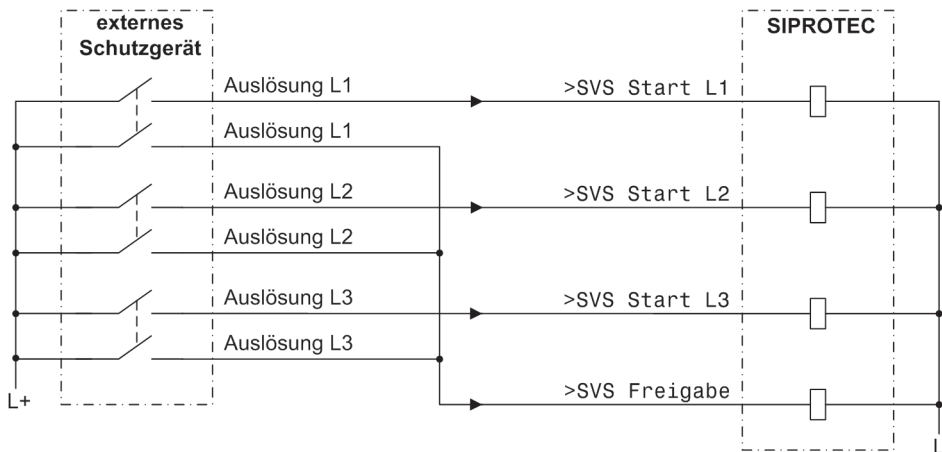 externes
Schutzgerät
SIPROTEC
Auslösung L1
>SVS Start L1
Auslösung L1
Auslösung L2
>SVS Start L2
Auslösung L2
Auslösung L3
>SVS Start L3
Auslösung L3
>SVS Freigabe
L+